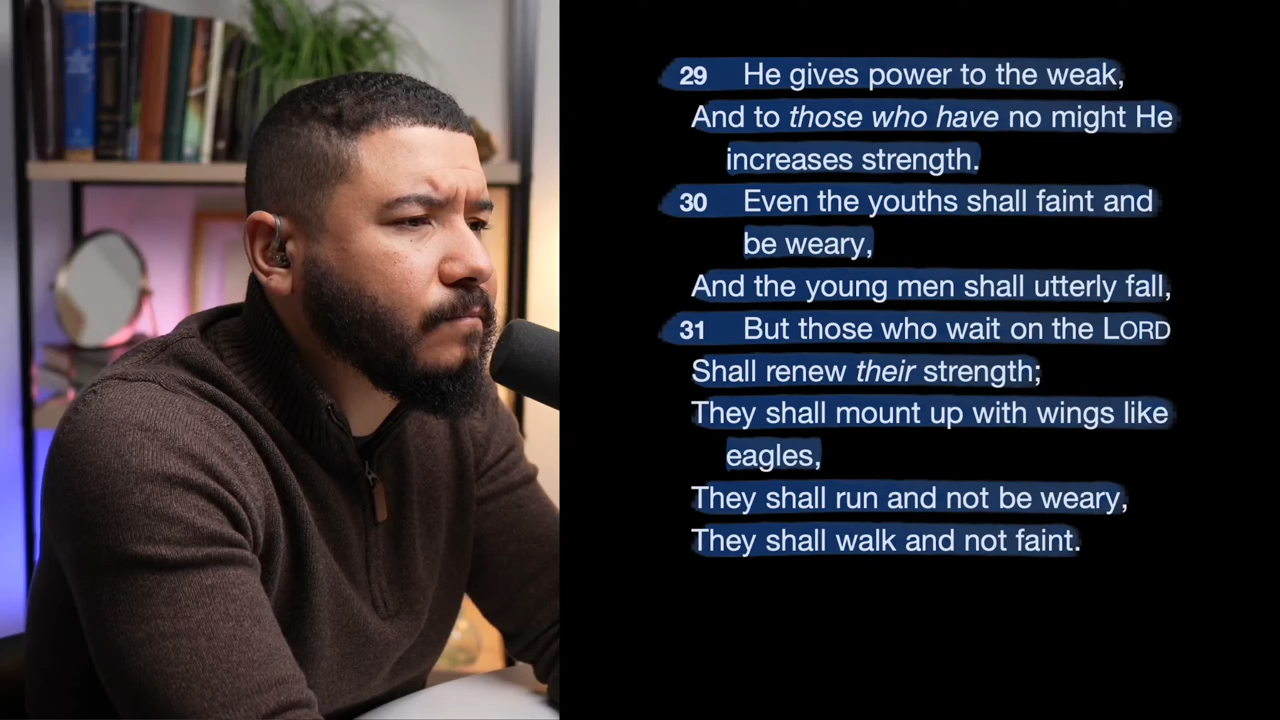 29 He gives power to the weak,
And to those who have no might He
increases strength.
30 Even the youths shall faint and
be weary,
And the young men shall utterly fall,
31 But those who wait on the LORD
Shall renew their strength;
They shall mount up with wings like
eagles,
They shall run and not be weary,
They shall walk and not faint.